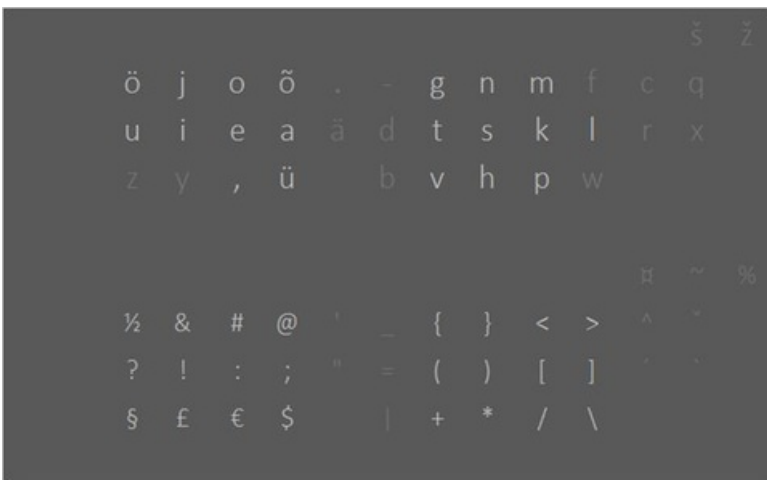 š ž
ö j o õ . - g n m f c q
u i e a ä d t s k l r x
z y , ü b v h p w
¤ ~ %
½ & # @ ' _ { } < > ^ ˇ
? ! : ; " = ( ) [ ] ´ `
§ £ € $ | + * / \